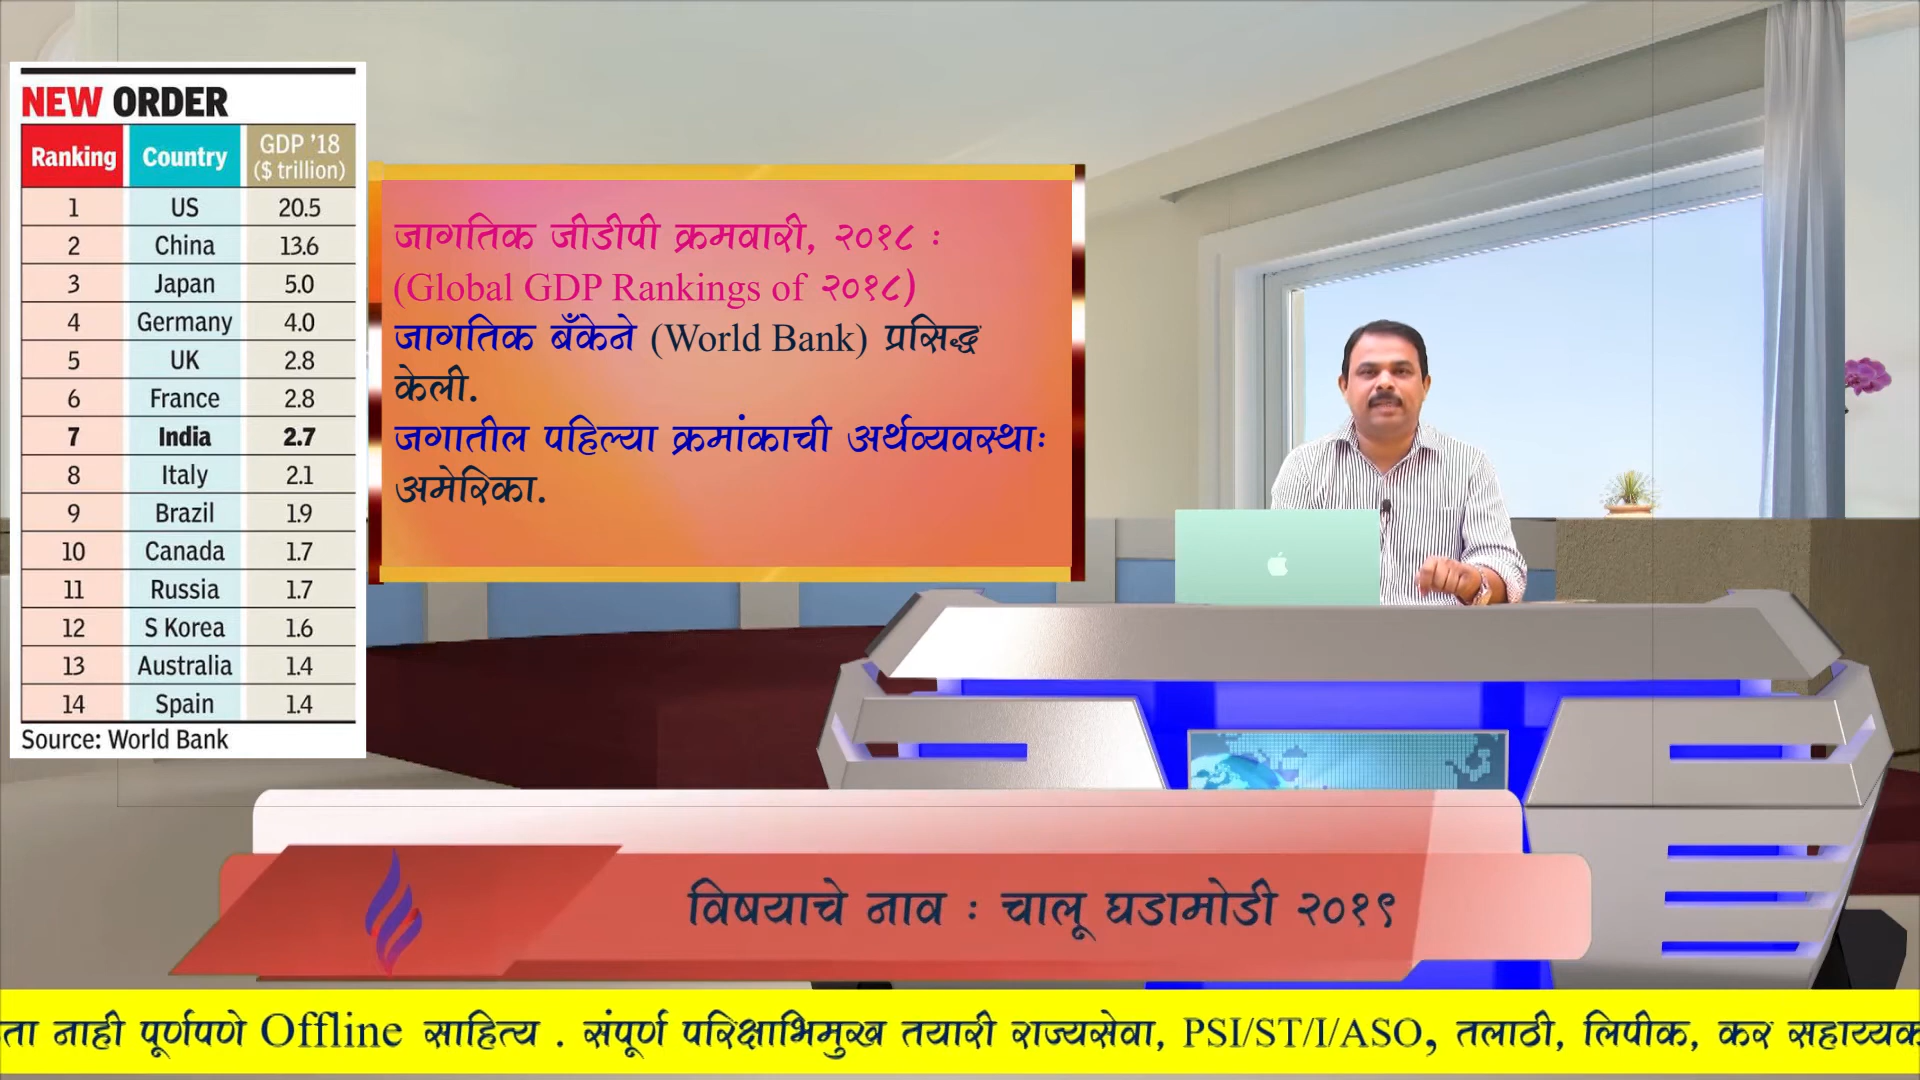 NEW ORDER
Ranking Country GDP '18 ($ trillion)
1 US 20.5
2 China 13.6
3 Japan 5.0
4 Germany 4.0
5 UK 2.8
6 France 2.8
7 India 2.7
8 Italy 2.1
9 Brazil 1.9
10 Canada 1.7
11 Russia 1.7
12 S Korea 1.6
13 Australia 1.4
14 Spain 1.4
Source: World Bank
जागतिक जीडीपी क्रमवारी, २०१८ :
(Global GDP Rankings of २०१८)
जागतिक बँकेने (World Bank) प्रसिद्ध
केली.
जगातील पहिल्या क्रमांकाची अर्थव्यवस्थाः
अमेरिका.
विषयाचे नाव : चालू घडामोडी २०१९
ता नाही पूर्णपणे Offline साहित्य . संपूर्ण परिक्षाभिमुख तयारी राज्यसेवा, PSI/ST/I/ASO, तलाठी, लिपीक, कर सहाय्यक